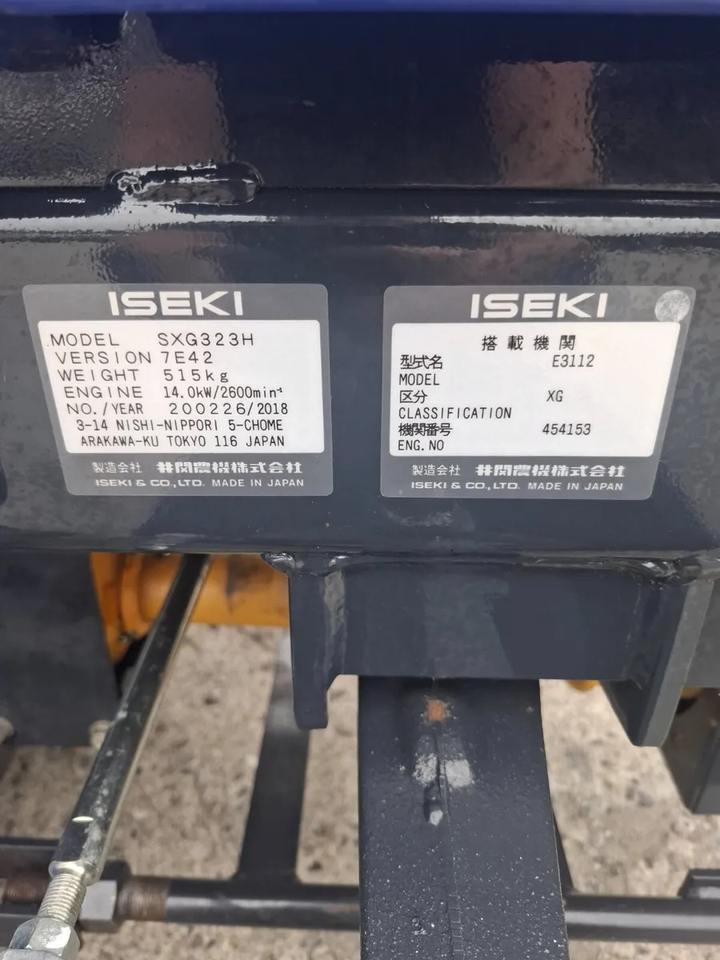 ISEKI
MODEL SXG323H
VERSION 7E42
WEIGHT 515kg
ENGINE 14.0kW/2600min⁻¹
NO./YEAR 200226/2018
3-14 NISHI-NIPPORI 5-CHOME
ARAKAWA-KU TOKYO 116 JAPAN
製造会社 井関農機株式会社
ISEKI & CO.,LTD. MADE IN JAPAN
ISEKI
搭載機関
型式名 E3112
MODEL
区分 XG
CLASSIFICATION
機関番号 454153
ENG.NO
製造会社 井関農機株式会社
ISEKI & CO.,LTD. MADE IN JAPAN